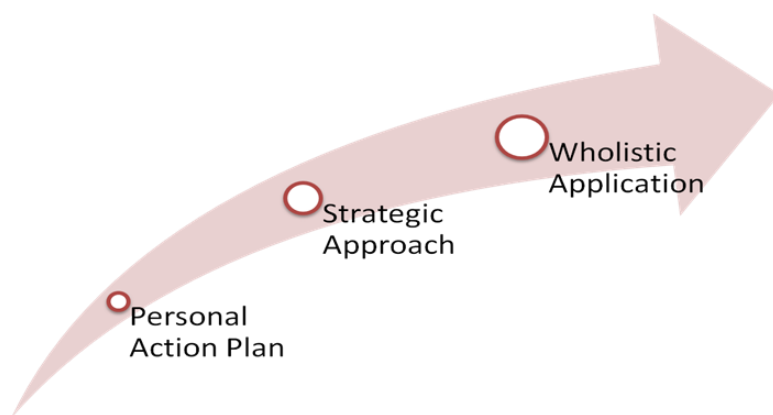 Wholistic
Application
Strategic
Approach
Personal
Action Plan